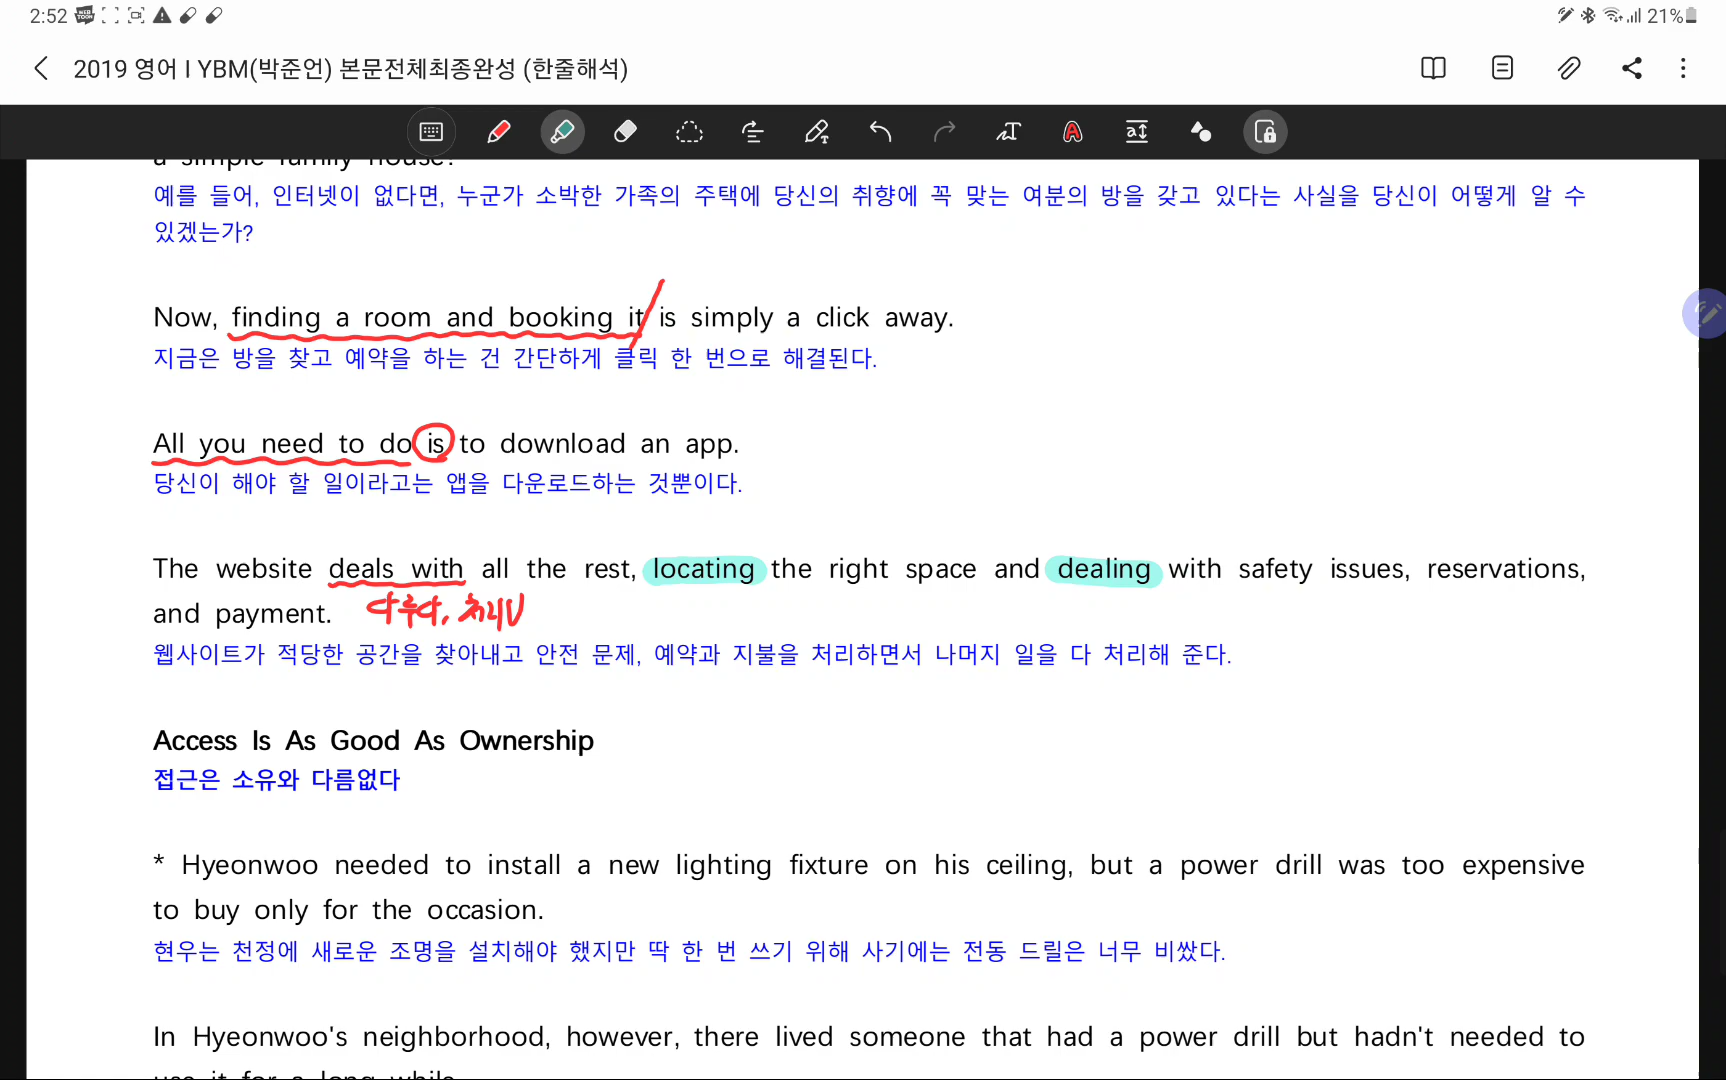 2:52
21%
2019 영어 I YBM(박준언) 본문전체최종완성 (한줄해석)
a simple family house?
예를 들어, 인터넷이 없다면, 누군가 소박한 가족의 주택에 당신의 취향에 꼭 맞는 여분의 방을 갖고 있다는 사실을 당신이 어떻게 알 수
있겠는가?
Now, finding a room and booking it is simply a click away.
지금은 방을 찾고 예약을 하는 건 간단하게 클릭 한 번으로 해결된다.
All you need to do is to download an app.
당신이 해야 할 일이라고는 앱을 다운로드하는 것뿐이다.
The website deals with all the rest, locating the right space and dealing with safety issues, reservations,
and payment. 다루다, 처리
웹사이트가 적당한 공간을 찾아내고 안전 문제, 예약과 지불을 처리하면서 나머지 일을 다 처리해 준다.
Access Is As Good As Ownership
접근은 소유와 다름없다
* Hyeonwoo needed to install a new lighting fixture on his ceiling, but a power drill was too expensive
to buy only for the occasion.
현우는 천정에 새로운 조명을 설치해야 했지만 딱 한 번 쓰기 위해 사기에는 전동 드릴은 너무 비쌌다.
In Hyeonwoo's neighborhood, however, there lived someone that had a power drill but hadn't needed to
use it for a long while.